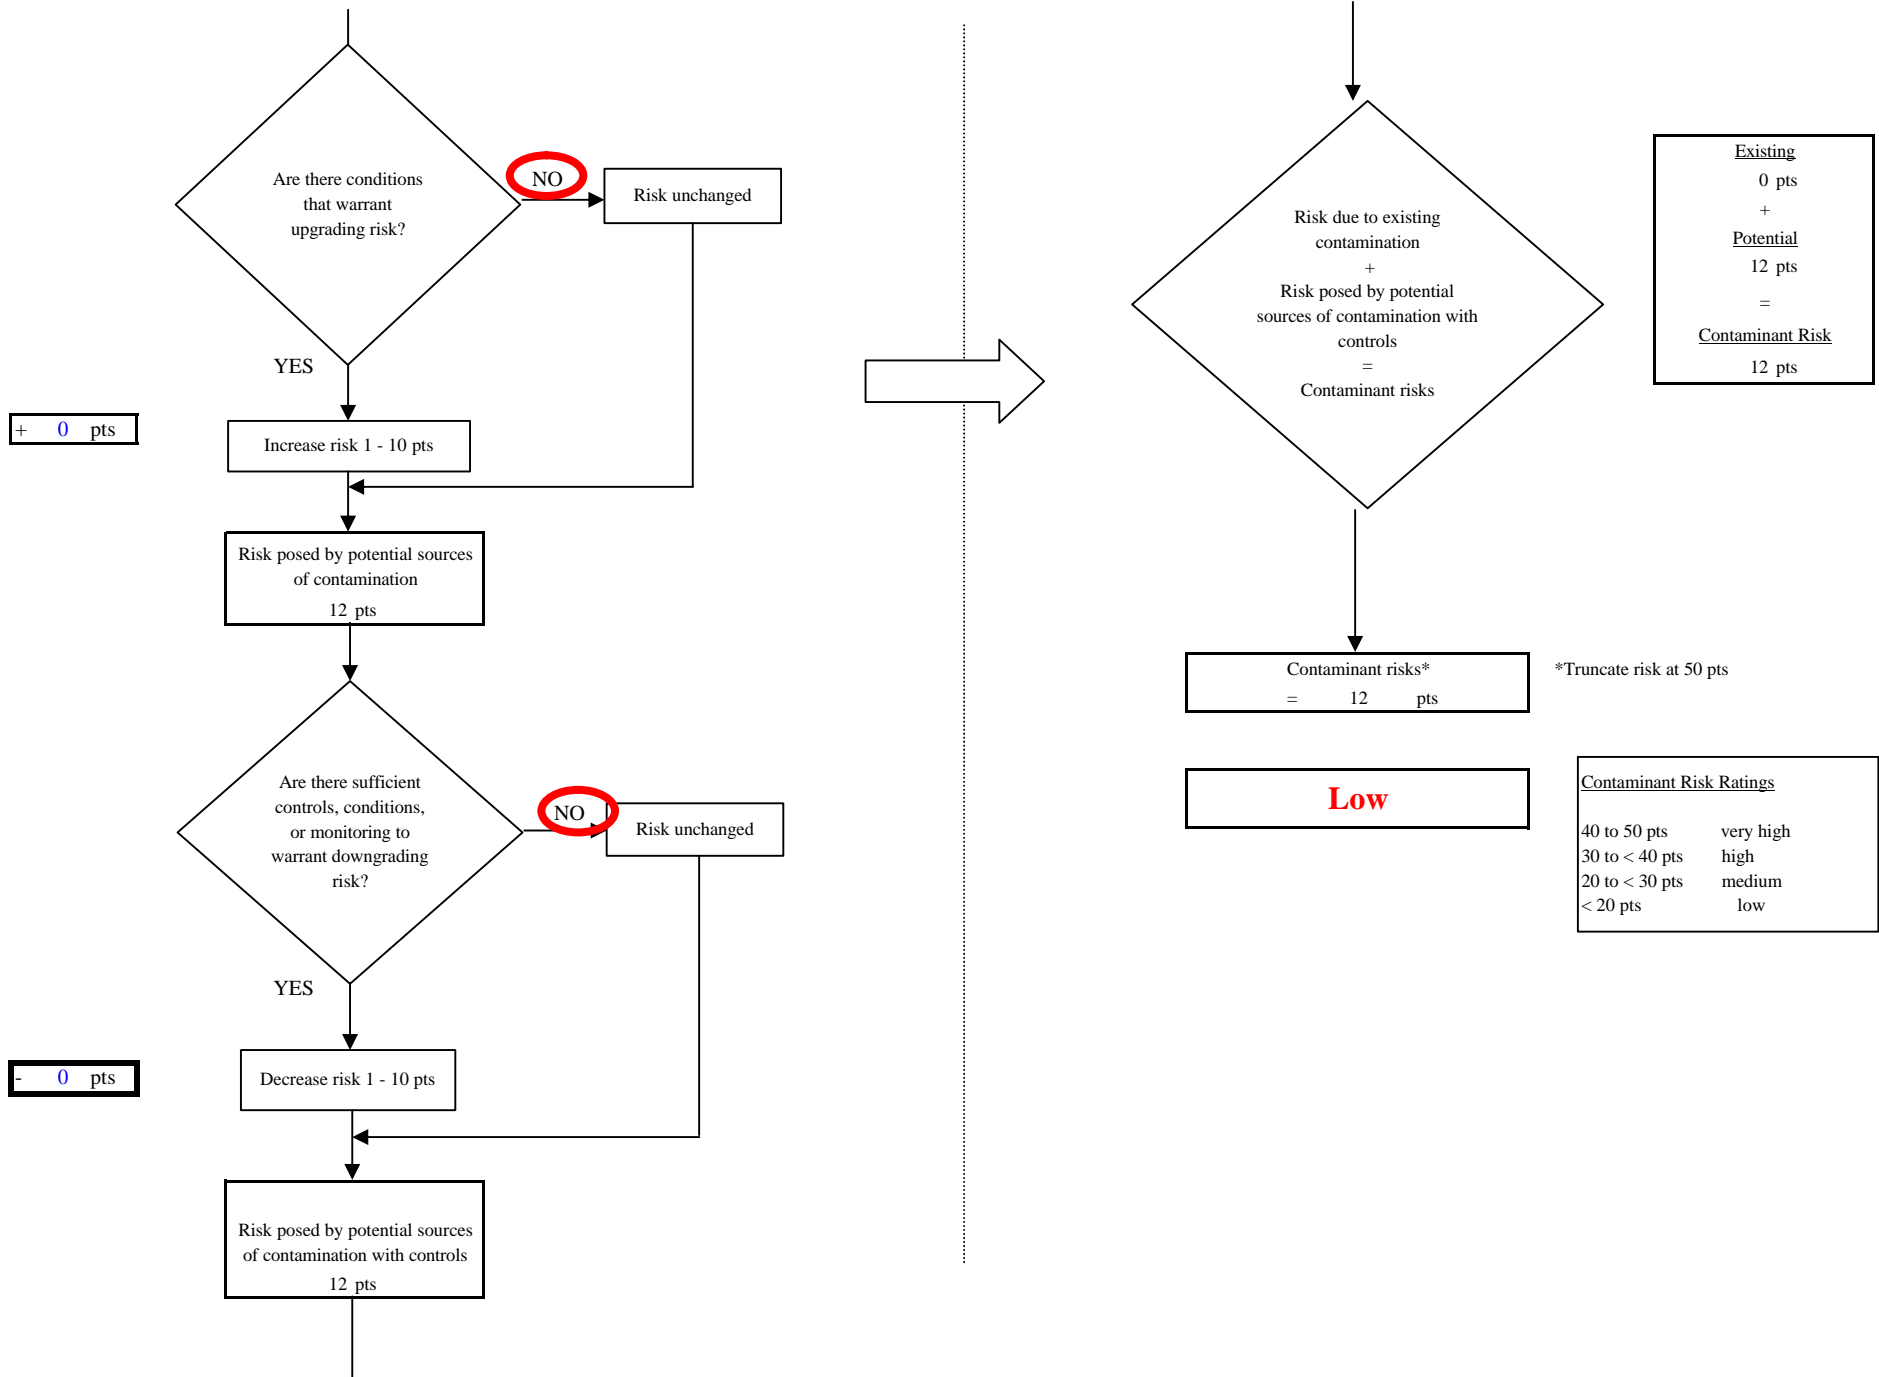 Are there conditions
that warrant
upgrading risk?
NO
Risk unchanged
YES
+ 0 pts
Increase risk 1 - 10 pts
Risk posed by potential sources
of contamination
12 pts
Are there sufficient
controls, conditions,
or monitoring to
warrant downgrading
risk?
NO
Risk unchanged
YES
- 0 pts
Decrease risk 1 - 10 pts
Risk posed by potential sources
of contamination with controls
12 pts
Risk due to existing
contamination
+
Risk posed by potential
sources of contamination with
controls
=
Contaminant risks
Existing
0 pts
+
Potential
12 pts
=
Contaminant Risk
12 pts
Contaminant risks*
= 12 pts
*Truncate risk at 50 pts
Low
Contaminant Risk Ratings
40 to 50 pts very high
30 to < 40 pts high
20 to < 30 pts medium
< 20 pts low